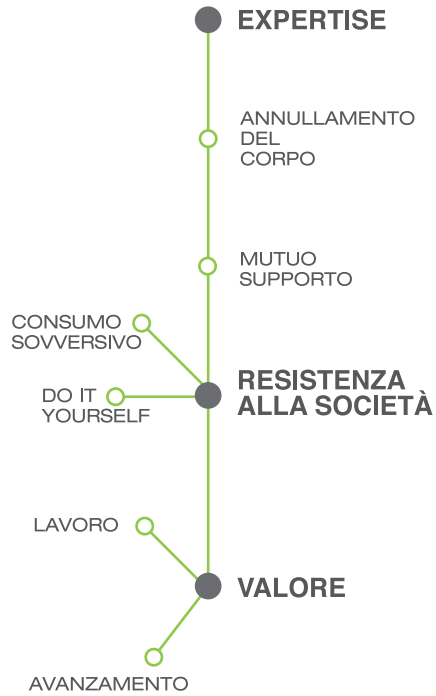 EXPERTISE
ANNULLAMENTO
DEL
CORPO
MUTUO
SUPPORTO
CONSUMO
SOVVERSIVO
RESISTENZA
ALLA SOCIETÀ
DO IT
YOURSELF
LAVORO
VALORE
AVANZAMENTO